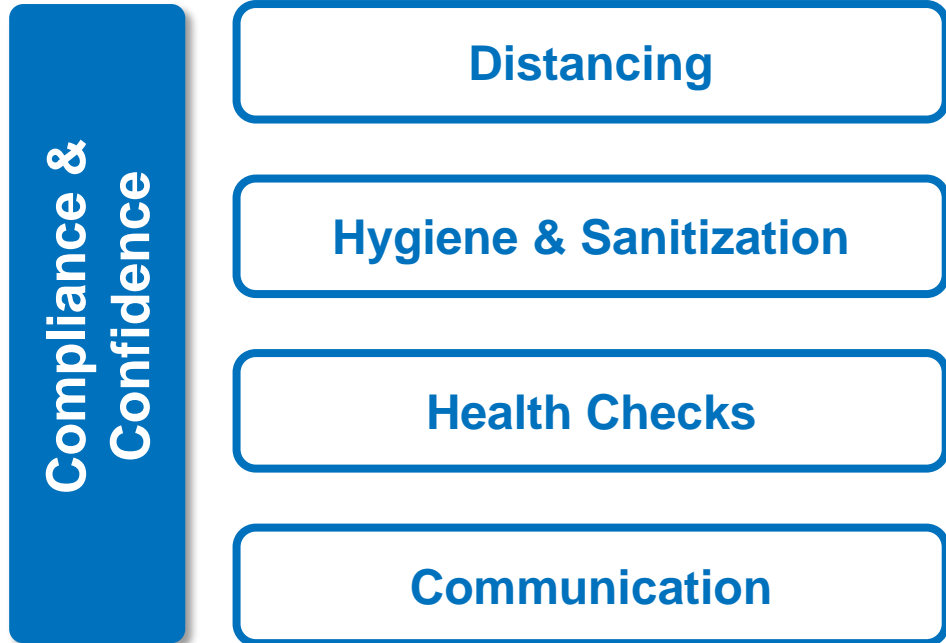 Compliance &
Confidence
Distancing
Hygiene & Sanitization
Health Checks
Communication